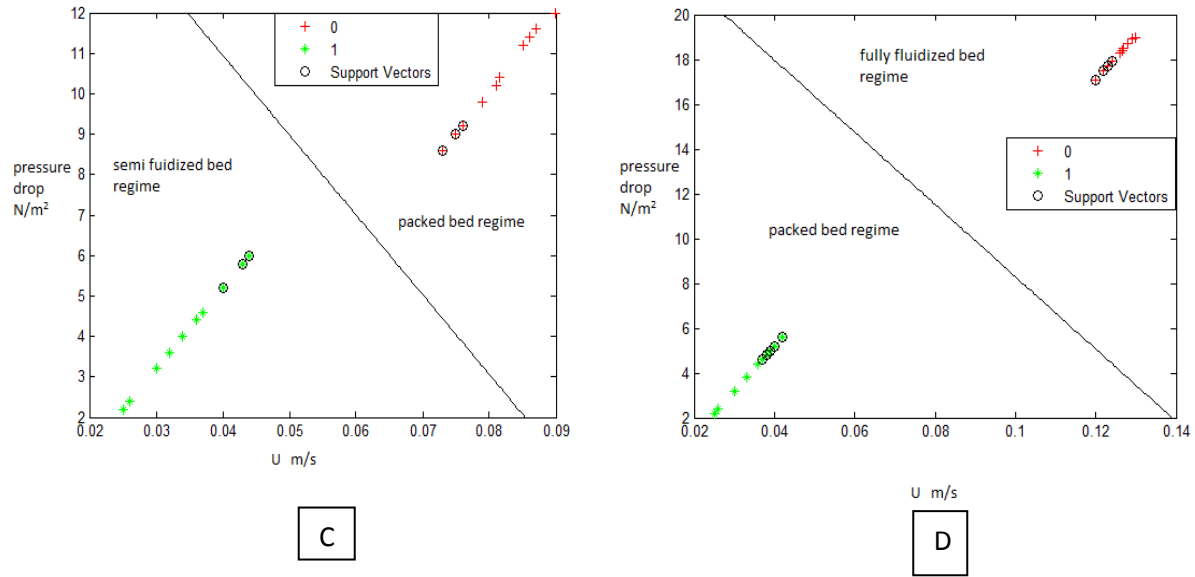 12
11
10
9
8
7
6
5
4
3
2
0.02 0.03 0.04 0.05 0.06 0.07 0.08 0.09
0
1
Support Vectors
semi fuidized bed
regime
pressure
drop
N/m²
packed bed regime
U m/s
C
20
18
16
14
12
10
8
6
4
2
0.02 0.04 0.06 0.08 0.1 0.12 0.14
fully fluidized bed
regime
0
1
Support Vectors
pressure
drop
N/m²
packed bed regime
U m/s
D